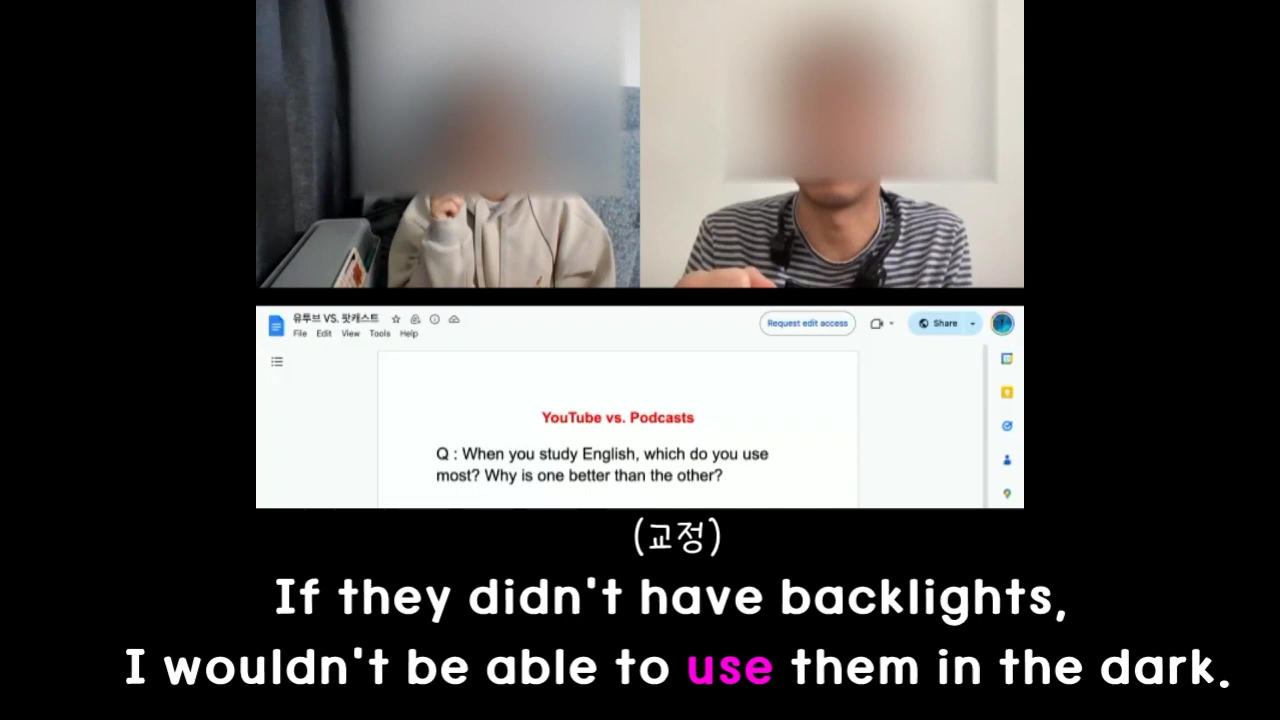 유투브 VS. 팟캐스트
File Edit View Tools Help
Request edit access
Share
YouTube vs. Podcasts
Q : When you study English, which do you use
most? Why is one better than the other?
(교정)
If they didn't have backlights,
I wouldn't be able to use them in the dark.